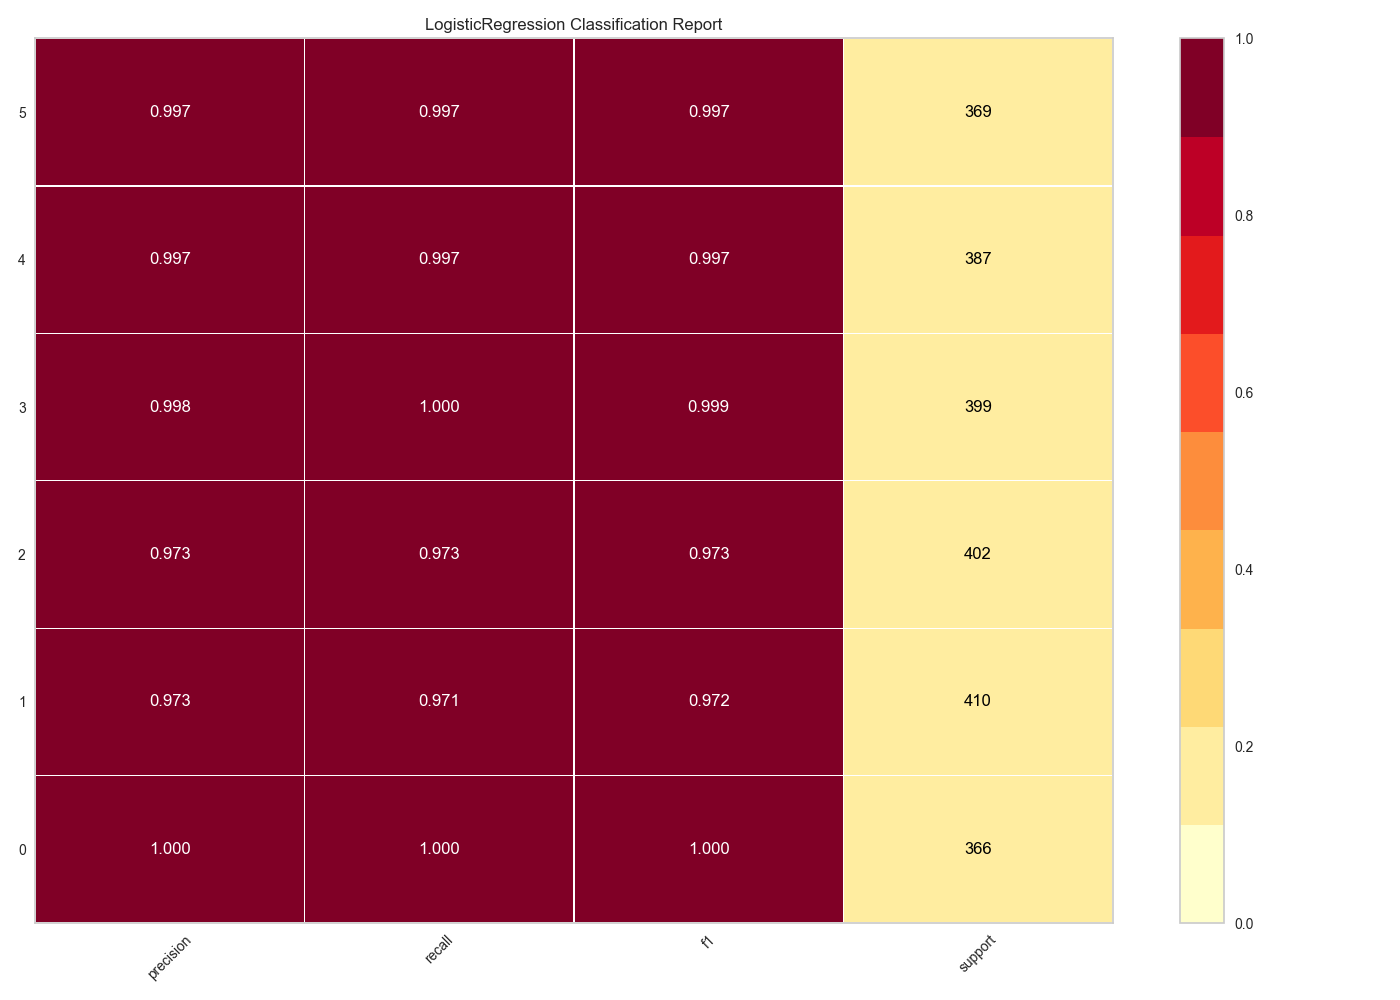 LogisticRegression Classification Report
5 0.997 0.997 0.997 369
4 0.997 0.997 0.997 387
3 0.998 1.000 0.999 399
2 0.973 0.973 0.973 402
1 0.973 0.971 0.972 410
0 1.000 1.000 1.000 366
precision recall f1 support
1.0
0.8
0.6
0.4
0.2
0.0